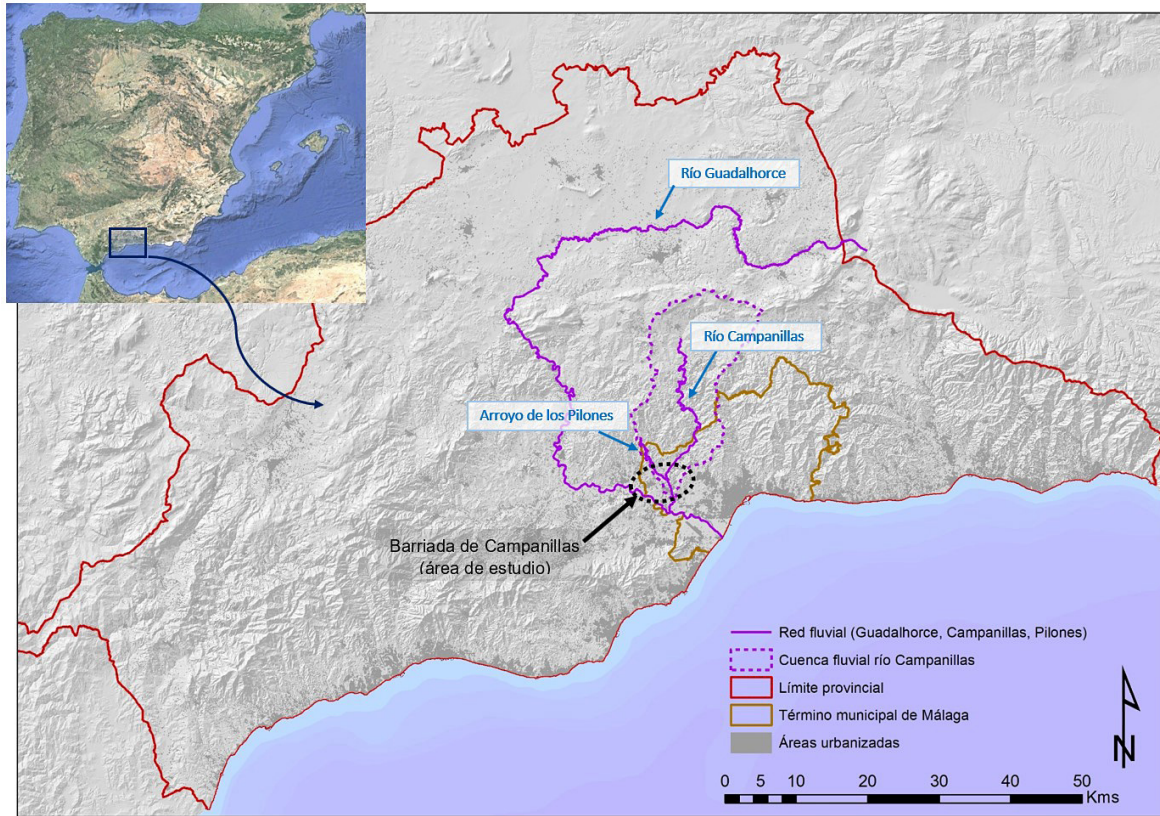 Río Guadalhorce
Río Campanillas
Arroyo de los Pilones
Barriada de Campanillas
(área de estudio)
Red fluvial (Guadalhorce, Campanillas, Pilones)
Cuenca fluvial río Campanillas
Límite provincial
Término municipal de Málaga
Áreas urbanizadas
N
0 5 10 20 30 40 50
Kms